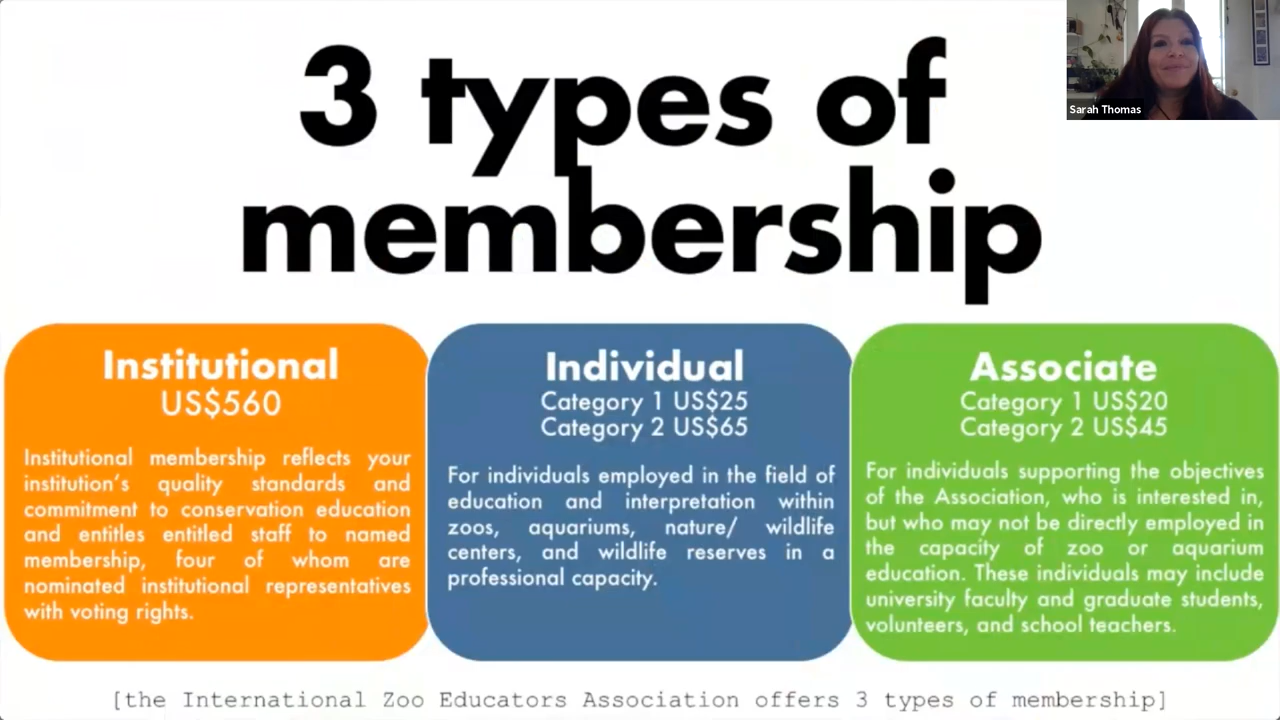 3 types of
membership
Sarah Thomas
Institutional
US$560
Institutional membership reflects your
institution's quality standards and
commitment to conservation education
and entitles entitled staff to named
membership, four of whom are
nominated institutional representatives
with voting rights.
Individual
Category 1 US$25
Category 2 US$65
For individuals employed in the field of
education and interpretation within
zoos, aquariums, nature/ wildlife
centers, and wildlife reserves in a
professional capacity.
Associate
Category 1 US$20
Category 2 US$45
For individuals supporting the objectives
of the Association, who is interested in,
but who may not be directly employed in
the capacity of zoo or aquarium
education. These individuals may include
university faculty and graduate students,
volunteers, and school teachers.
[the International Zoo Educators Association offers 3 types of membership]